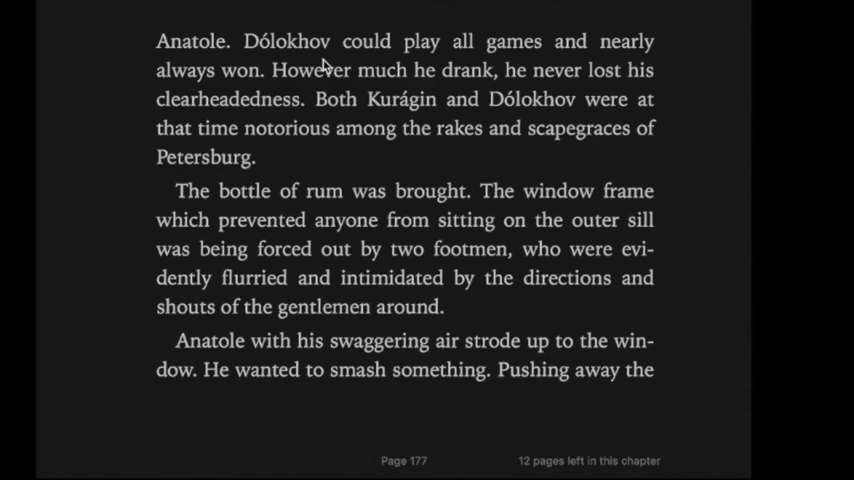 Anatole. Dólokhov could play all games and nearly
always won. However much he drank, he never lost his
clearheadedness. Both Kurágin and Dólokhov were at
that time notorious among the rakes and scapegraces of
Petersburg.
The bottle of rum was brought. The window frame
which prevented anyone from sitting on the outer sill
was being forced out by two footmen, who were evi-
dently flurried and intimidated by the directions and
shouts of the gentlemen around.
Anatole with his swaggering air strode up to the win-
dow. He wanted to smash something. Pushing away the
Page 177 12 pages left in this chapter